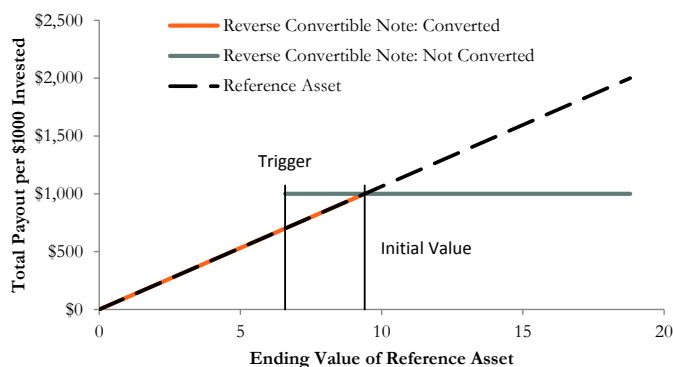 $2,500
Reverse Convertible Note: Converted
Reverse Convertible Note: Not Converted
$2,000
Reference Asset
$1,500
Trigger
$1,000
Initial Value
$500
$0
0
5
10
15
20
Total Payout per $1000 Invested
Ending Value of Reference Asset